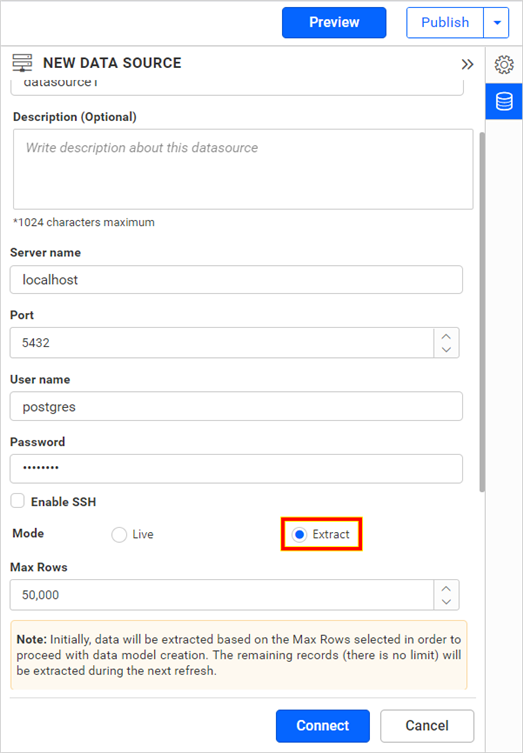 Preview
Publish
NEW DATA SOURCE
datasource1
Description (Optional)
Write description about this datasource
*1024 characters maximum
Server name
localhost
Port
5432
User name
postgres
Password
••••••••
Enable SSH
Mode
Live
Extract
Max Rows
50,000
Note: Initially, data will be extracted based on the Max Rows selected in order to
proceed with data model creation. The remaining records (there is no limit) will
be extracted during the next refresh.
Connect
Cancel